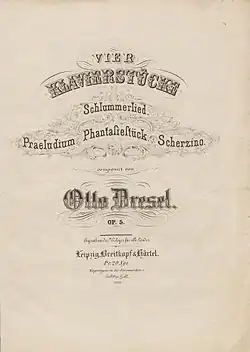 VIER
KLAVIERSTÜCKE
Schlummerlied.
Praeludium Phantasiestück Scherzino.
componirt von
Otto Dresel.
OP. 5.
Leipzig, Breitkopf & Härtel.